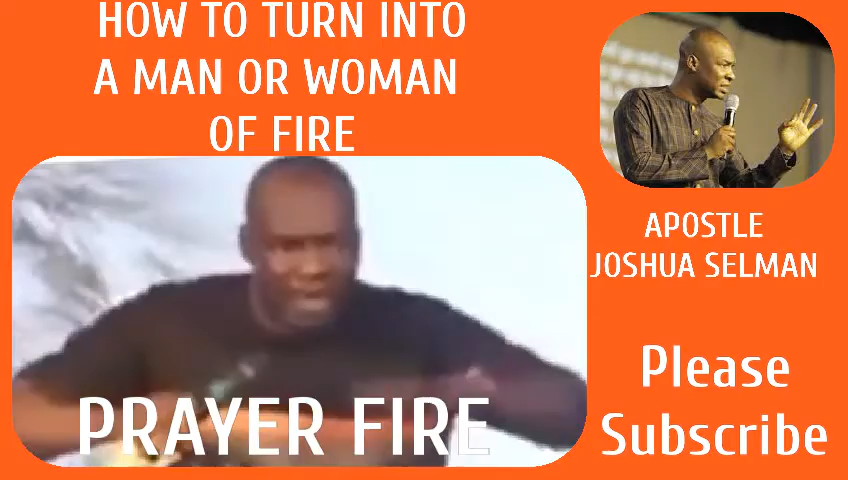 HOW TO TURN INTO
A MAN OR WOMAN
OF FIRE
PRAYER FIRE
APOSTLE
JOSHUA SELMAN
Please
Subscribe